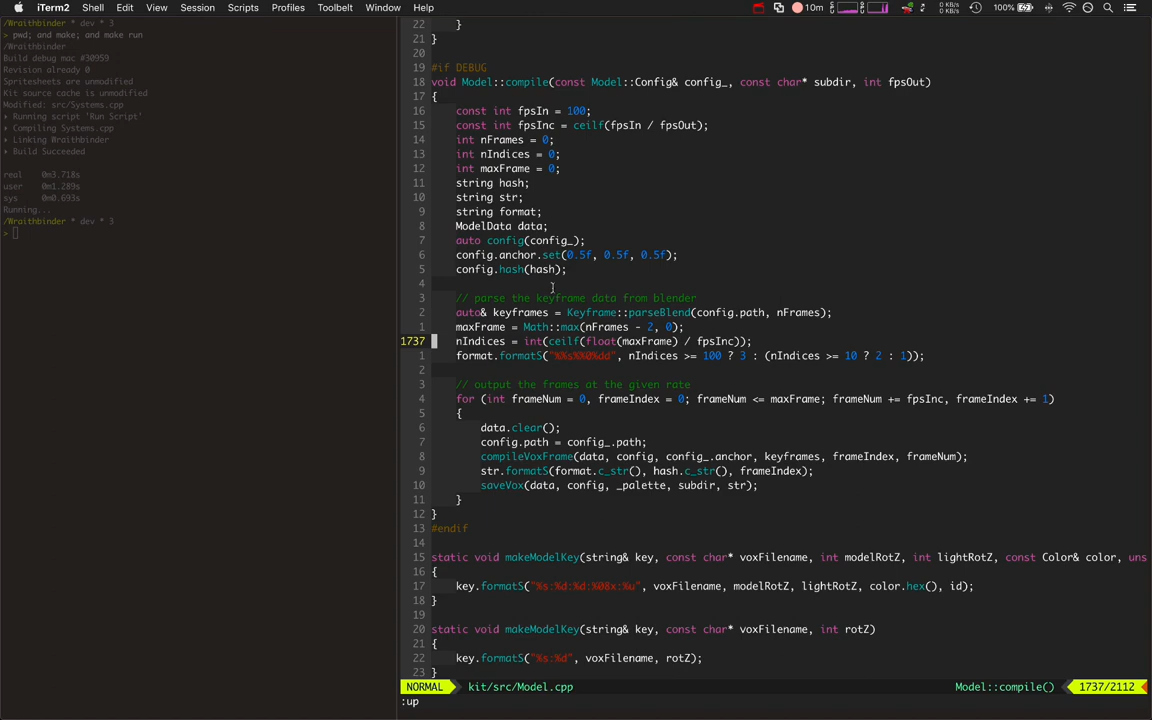 iTerm2 Shell Edit View Session Scripts Profiles Toolbelt Window Help 10m 0 KB/s 0 KB/s 100%
/Wraithbinder * dev * 3
> pwd; and make; and make run
/Wraithbinder
Build debug mac #30959
Revision already 0
Spritesheets are unmodified
Kit source cache is unmodified
Modified: src/Systems.cpp
▸ Running script 'Run Script'
▸ Compiling Systems.cpp
▸ Linking Wraithbinder
▸ Build Succeeded
real 0m3.718s
user 0m1.289s
sys 0m0.693s
Running...
/Wraithbinder * dev * 3
>
22 }
21 }
20
19 #if DEBUG
18 void Model::compile(const Model::Config& config_, const char* subdir, int fpsOut)
17 {
16 const int fpsIn = 100;
15 const int fpsInc = ceilf(fpsIn / fpsOut);
14 int nFrames = 0;
13 int nIndices = 0;
12 int maxFrame = 0;
11 string hash;
10 string str;
9 string format;
8 ModelData data;
7 auto config(config_);
6 config.anchor.set(0.5f, 0.5f, 0.5f);
5 config.hash(hash);
4
3 // parse the keyframe data from blender
2 auto& keyframes = Keyframe::parseBlend(config.path, nFrames);
1 maxFrame = Math::max(nFrames - 2, 0);
1737 nIndices = int(ceilf(float(maxFrame) / fpsInc));
1 format.formatS("%%s%%0%dd", nIndices >= 100 ? 3 : (nIndices >= 10 ? 2 : 1));
2
3 // output the frames at the given rate
4 for (int frameNum = 0, frameIndex = 0; frameNum <= maxFrame; frameNum += fpsInc, frameIndex += 1)
5 {
6 data.clear();
7 config.path = config_.path;
8 compileVoxFrame(data, config, config_.anchor, keyframes, frameIndex, frameNum);
9 str.formatS(format.c_str(), hash.c_str(), frameIndex);
10 saveVox(data, config, _palette, subdir, str);
11 }
12 }
13 #endif
14
15 static void makeModelKey(string& key, const char* voxFilename, int modelRotZ, int lightRotZ, const Color& color, uns
16 {
17 key.formatS("%s:%d:%d:%08x:%u", voxFilename, modelRotZ, lightRotZ, color.hex(), id);
18 }
19
20 static void makeModelKey(string& key, const char* voxFilename, int rotZ)
21 {
22 key.formatS("%s:%d", voxFilename, rotZ);
23 }
NORMAL kit/src/Model.cpp Model::compile() 1737/2112
:up